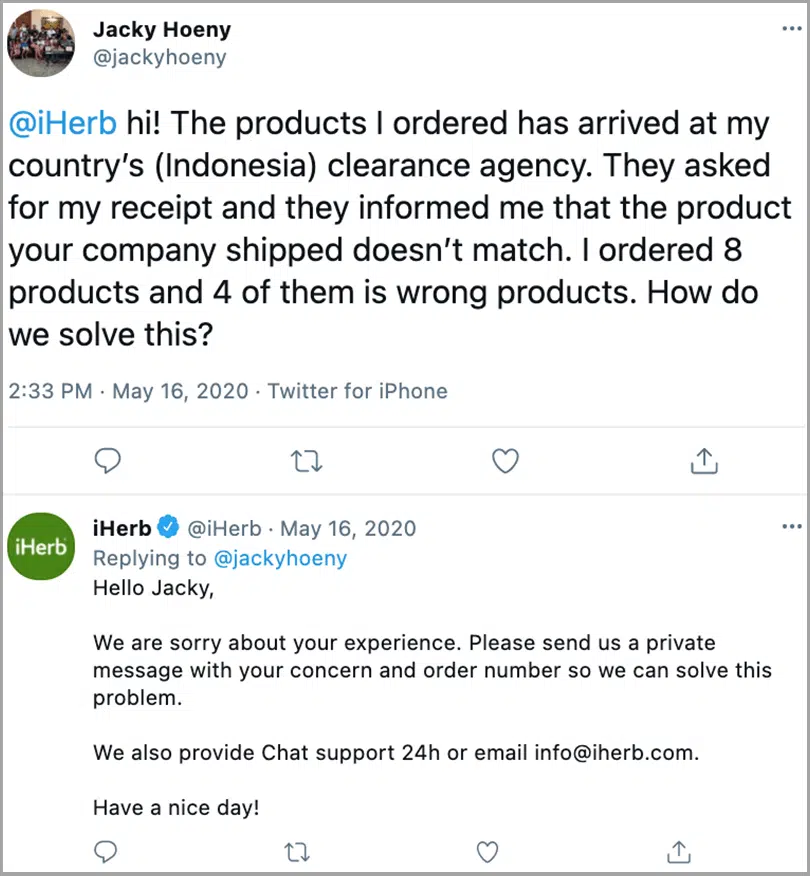 Jacky Hoeny
@jackyhoeny
@iHerb hi! The products I ordered has arrived at my
country's (Indonesia) clearance agency. They asked
for my receipt and they informed me that the product
your company shipped doesn't match. I ordered 8
products and 4 of them is wrong products. How do
we solve this?
2:33 PM · May 16, 2020 · Twitter for iPhone
iHerb @iHerb · May 16, 2020
iHerb
Replying to @jackyhoeny
Hello Jacky,
We are sorry about your experience. Please send us a private
message with your concern and order number so we can solve this
problem.
We also provide Chat support 24h or email info@iherb.com.
Have a nice day!